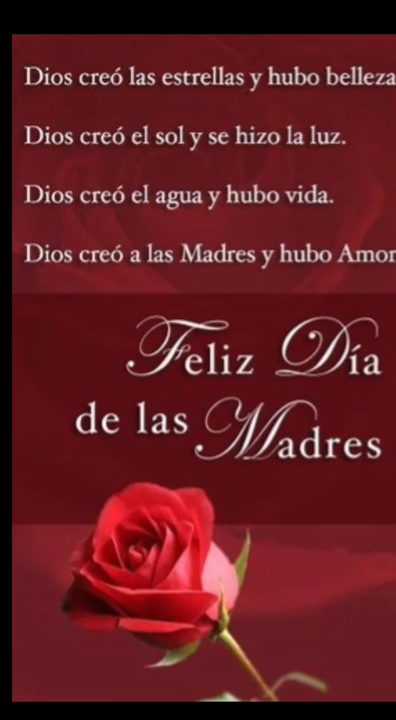 Dios creó las estrellas y hubo belleza
Dios creó el sol y se hizo la luz.
Dios creó el agua y hubo vida.
Dios creó a las Madres y hubo Amor
Feliz Día
de las Madres